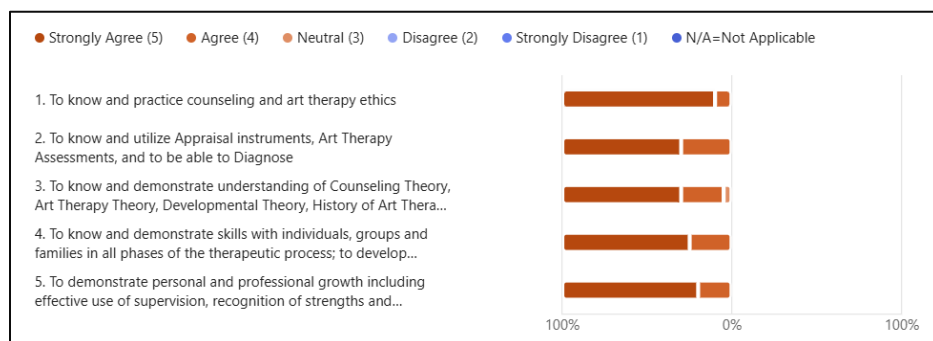 Strongly Agree (5) Agree (4) Neutral (3) Disagree (2) Strongly Disagree (1) N/A=Not Applicable
1. To know and practice counseling and art therapy ethics
2. To know and utilize Appraisal instruments, Art Therapy
Assessments, and to be able to Diagnose
3. To know and demonstrate understanding of Counseling Theory,
Art Therapy Theory, Developmental Theory, History of Art Thera...
4. To know and demonstrate skills with individuals, groups and
families in all phases of the therapeutic process; to develop...
5. To demonstrate personal and professional growth including
effective use of supervision, recognition of strengths and...
100% 0% 100%